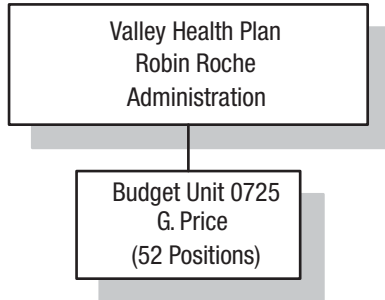 Valley Health Plan
Robin Roche
Administration
Budget Unit 0725
G. Price
(52 Positions)